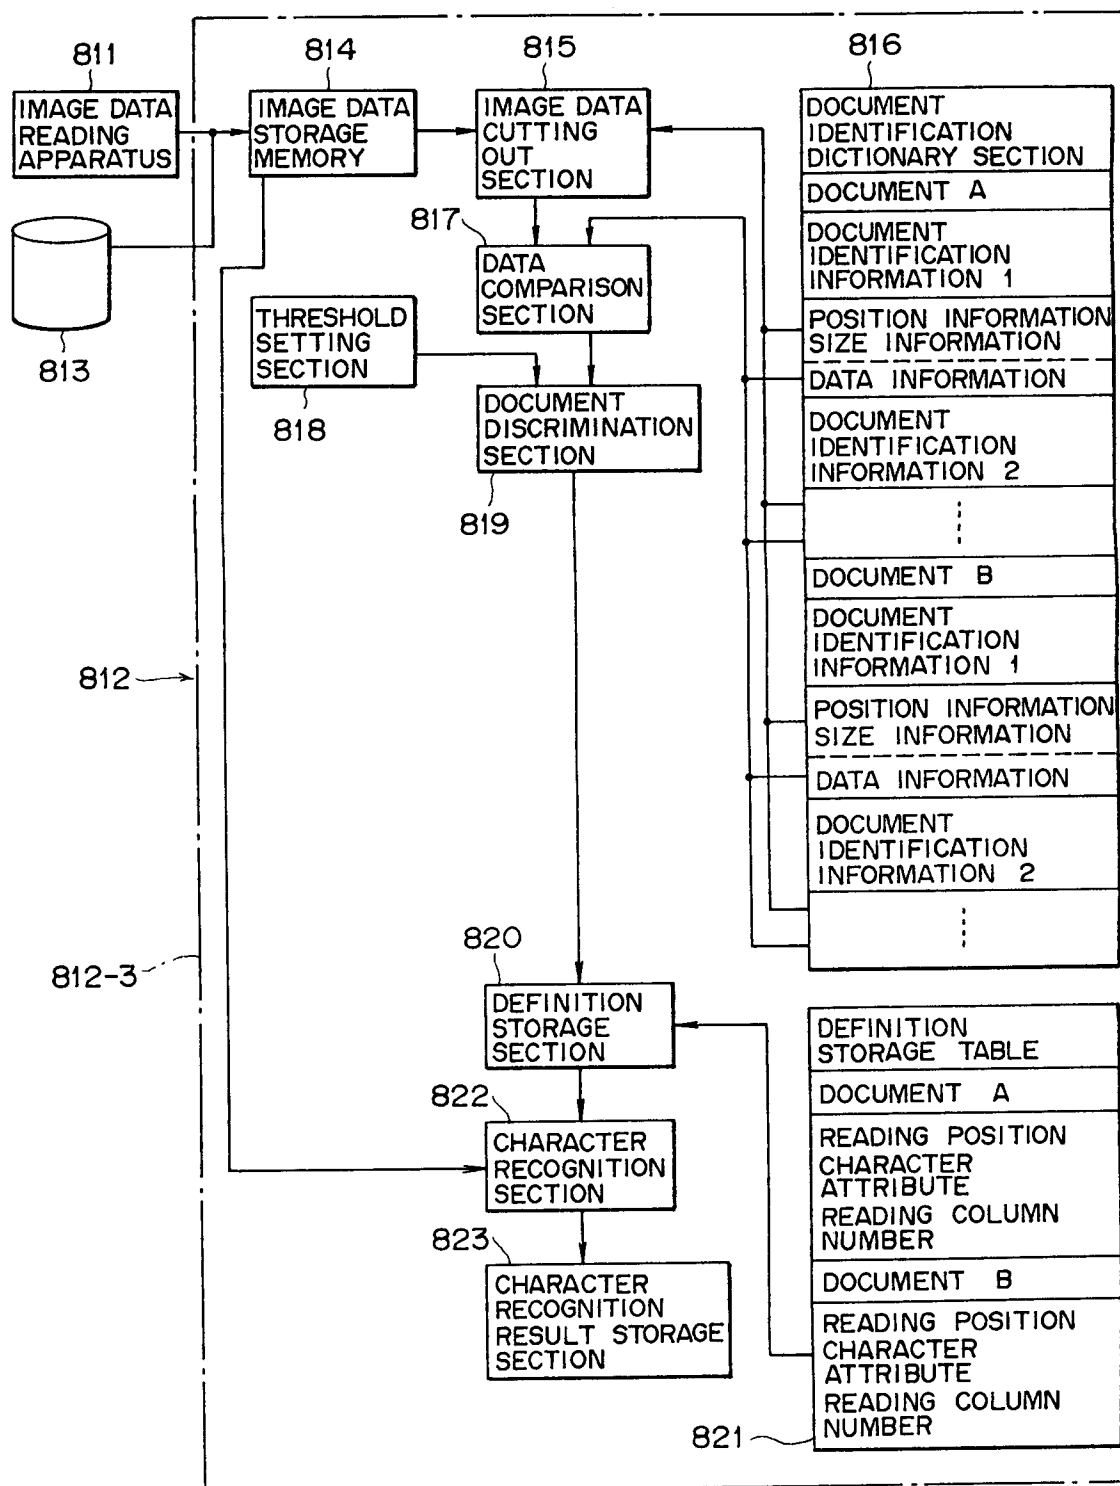 811
IMAGE DATA
READING
APPARATUS
813
814
IMAGE DATA
STORAGE
MEMORY
815
IMAGE DATA
CUTTING
OUT
SECTION
817
DATA
COMPARISON
SECTION
THRESHOLD
SETTING
SECTION
818
DOCUMENT
DISCRIMINATION
SECTION
819
812
812-3
820
DEFINITION
STORAGE
SECTION
822
CHARACTER
RECOGNITION
SECTION
823
CHARACTER
RECOGNITION
RESULT STORAGE
SECTION
816
DOCUMENT
IDENTIFICATION
DICTIONARY SECTION
DOCUMENT A
DOCUMENT
IDENTIFICATION
INFORMATION 1
POSITION INFORMATION
SIZE INFORMATION
DATA INFORMATION
DOCUMENT
IDENTIFICATION
INFORMATION 2
DOCUMENT B
DOCUMENT
IDENTIFICATION
INFORMATION 1
POSITION INFORMATION
SIZE INFORMATION
DATA INFORMATION
DOCUMENT
IDENTIFICATION
INFORMATION 2
DEFINITION
STORAGE TABLE
DOCUMENT A
READING POSITION
CHARACTER
ATTRIBUTE
READING COLUMN
NUMBER
DOCUMENT B
READING POSITION
CHARACTER
ATTRIBUTE
READING COLUMN
NUMBER
821